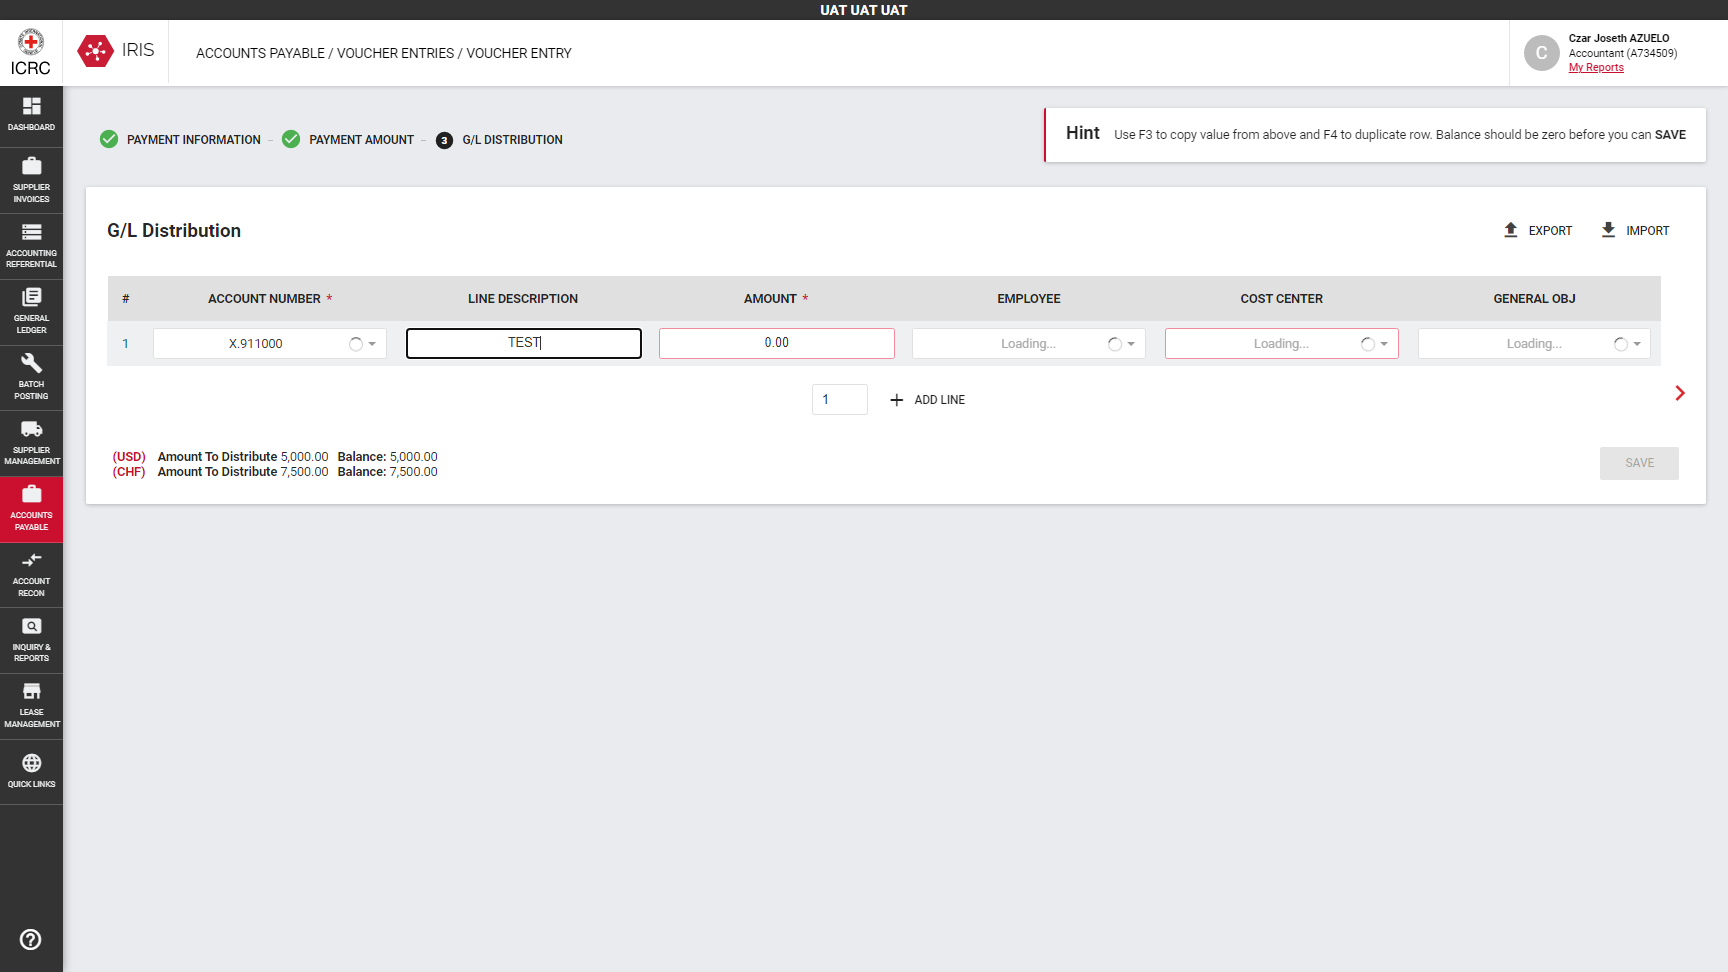 UAT UAT UAT
ICRC
IRIS
ACCOUNTS PAYABLE / VOUCHER ENTRIES / VOUCHER ENTRY
C
Czar Joseth AZUELO
Accountant (A734509)
My Reports
DASHBOARD
SUPPLIER
INVOICES
ACCOUNTING
REFERENTIAL
GENERAL
LEDGER
BATCH
POSTING
SUPPLIER
MANAGEMENT
ACCOUNTS
PAYABLE
ACCOUNT
RECON
INQUIRY &
REPORTS
LEASE
MANAGEMENT
QUICK LINKS
PAYMENT INFORMATION – PAYMENT AMOUNT – 3 G/L DISTRIBUTION
Hint Use F3 to copy value from above and F4 to duplicate row. Balance should be zero before you can SAVE
G/L Distribution
EXPORT IMPORT
# ACCOUNT NUMBER * LINE DESCRIPTION AMOUNT * EMPLOYEE COST CENTER GENERAL OBJ
1 X.911000 TEST 0.00 Loading... Loading... Loading...
1 + ADD LINE
(USD) Amount To Distribute 5,000.00 Balance: 5,000.00
(CHF) Amount To Distribute 7,500.00 Balance: 7,500.00
SAVE